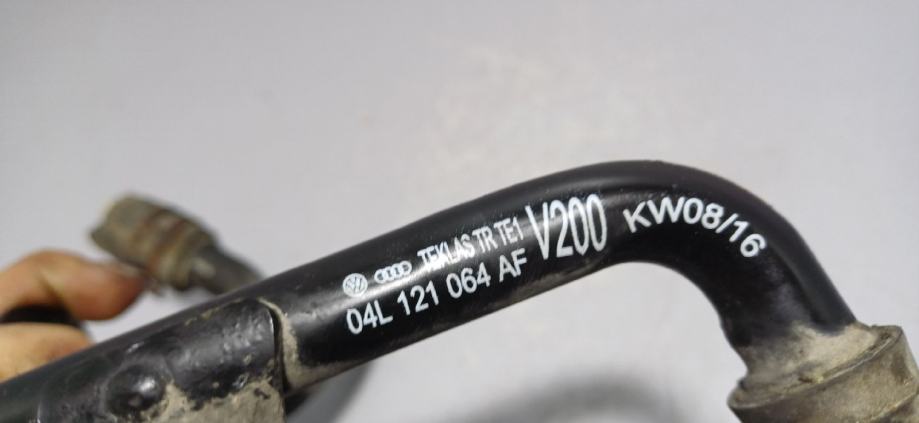 TEKLAS TR TE1 V200 KW08/16
04L 121 064 AF